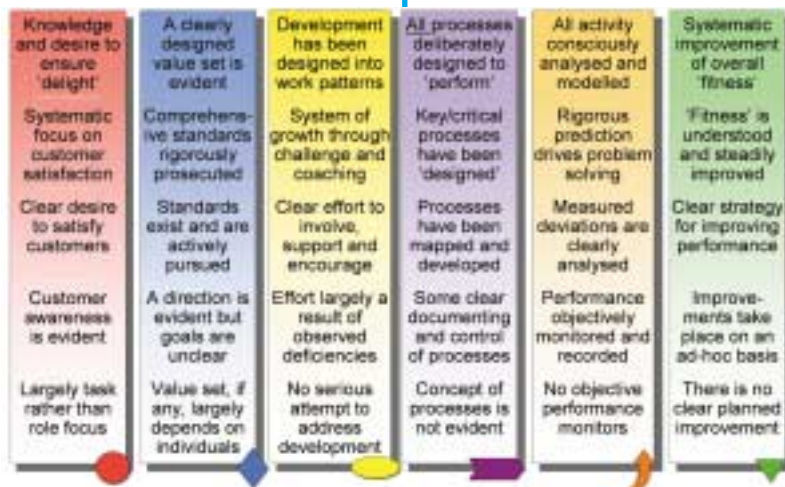 Knowledge
and desire to
ensure
'delight'
Systematic
focus on
customer
satisfaction
Clear desire
to satisfy
customers
Customer
awareness
is evident
Largely task
rather than
role focus
A clearly
designed
value set is
evident
Comprehens-
ive standards
rigorously
prosecuted
Standards
exist and are
actively
pursued
A direction is
evident but
goals are
unclear
Value set, if
any, largely
depends on
individuals
Development
has been
designed into
work patterns
System of
growth through
challenge and
coaching
Clear effort to
involve,
support and
encourage
Effort largely a
result of
observed
deficiencies
No serious
attempt to
address
development
All processes
deliberately
designed to
'perform'
Key/critical
processes
have been
'designed'
Processes
have been
mapped and
developed
Some clear
documenting
and control
of processes
Concept of
processes is
not evident
All activity
consciously
analysed and
modelled
Rigorous
prediction
drives problem
solving
Measured
deviations are
clearly
analysed
Performance
objectively
monitored and
recorded
No objective
performance
monitors
Systematic
improvement
of overall
'fitness'
'Fitness' is
understood
and steadily
improved
Clear strategy
for improving
performance
Improve-
ments take
place on an
ad-hoc basis
There is no
clear planned
improvement